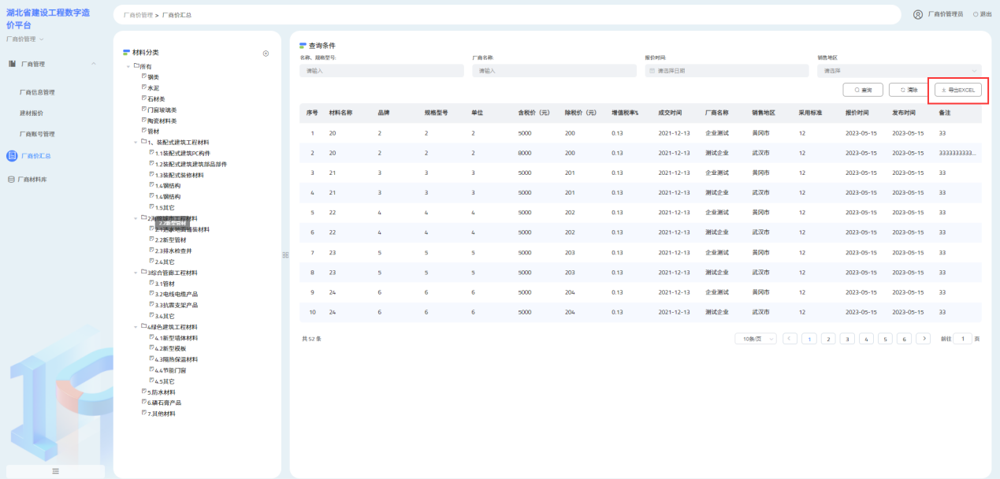 湖北省建设工程数字造
价平台
厂商价管理
厂商管理
厂商信息管理
建材报价
厂商账号管理
厂商价汇总
厂商材料库
厂商价管理 > 厂商价汇总
厂商价管理员 退出
材料分类
所有
钢类
水泥
石材类
门窗玻璃类
陶瓷材料类
管材
1、装配式建筑工程材料
1.1装配式建筑PC构件
1.2装配式建筑建筑部品部件
1.3装配式装修材料
1.4钢结构
1.4钢结构
1.5其它
2.2新型管材
2.2新型管材
2.3排水检查井
2.4其它
3综合管廊工程材料
3.1管材
3.2电线电缆产品
3.3抗震支架产品
3.4其它
4绿色建筑工程材料
4.1新型墙体材料
4.2新型模板
4.3隔热保温材料
4.4节能门窗
4.5其它
5.防水材料
6.磷石膏产品
7.其他材料
查询条件
名称、规格型号: 厂商名称: 报价时间: 销售地区
请输入 请输入 请选择日期 请选择
查询 清除 导出EXCEL
序号 材料名称 品牌 规格型号 单位 含税价（元） 除税价（元） 增值税率% 成交时间 厂商名称 销售地区 采用标准 报价时间 发布时间 备注
1 20 2 2 2 5000 200 0.13 2021-12-13 企业测试 黄冈市 12 2023-05-15 2023-05-15 33
2 20 2 2 2 8000 200 0.13 2021-12-13 测试企业 武汉市 12 2023-05-15 2023-05-15 3333333333...
3 21 3 3 3 5000 201 0.13 2021-12-13 企业测试 黄冈市 12 2023-05-15 2023-05-15 33
4 21 3 3 3 5000 201 0.13 2021-12-13 测试企业 武汉市 12 2023-05-15 2023-05-15 33
5 22 4 4 4 5000 202 0.13 2021-12-13 企业测试 黄冈市 12 2023-05-15 2023-05-15 33
6 22 4 4 4 5000 202 0.13 2021-12-13 测试企业 武汉市 12 2023-05-15 2023-05-15 33
7 23 5 5 5 5000 203 0.13 2021-12-13 企业测试 黄冈市 12 2023-05-15 2023-05-15 33
8 23 5 5 5 5000 203 0.13 2021-12-13 测试企业 武汉市 12 2023-05-15 2023-05-15 33
9 24 6 6 6 5000 204 0.13 2021-12-13 企业测试 黄冈市 12 2023-05-15 2023-05-15 33
10 24 6 6 6 5000 204 0.13 2021-12-13 测试企业 武汉市 12 2023-05-15 2023-05-15 33
共 52 条
10条/页 < 1 2 3 4 5 6 > 前往 1 页